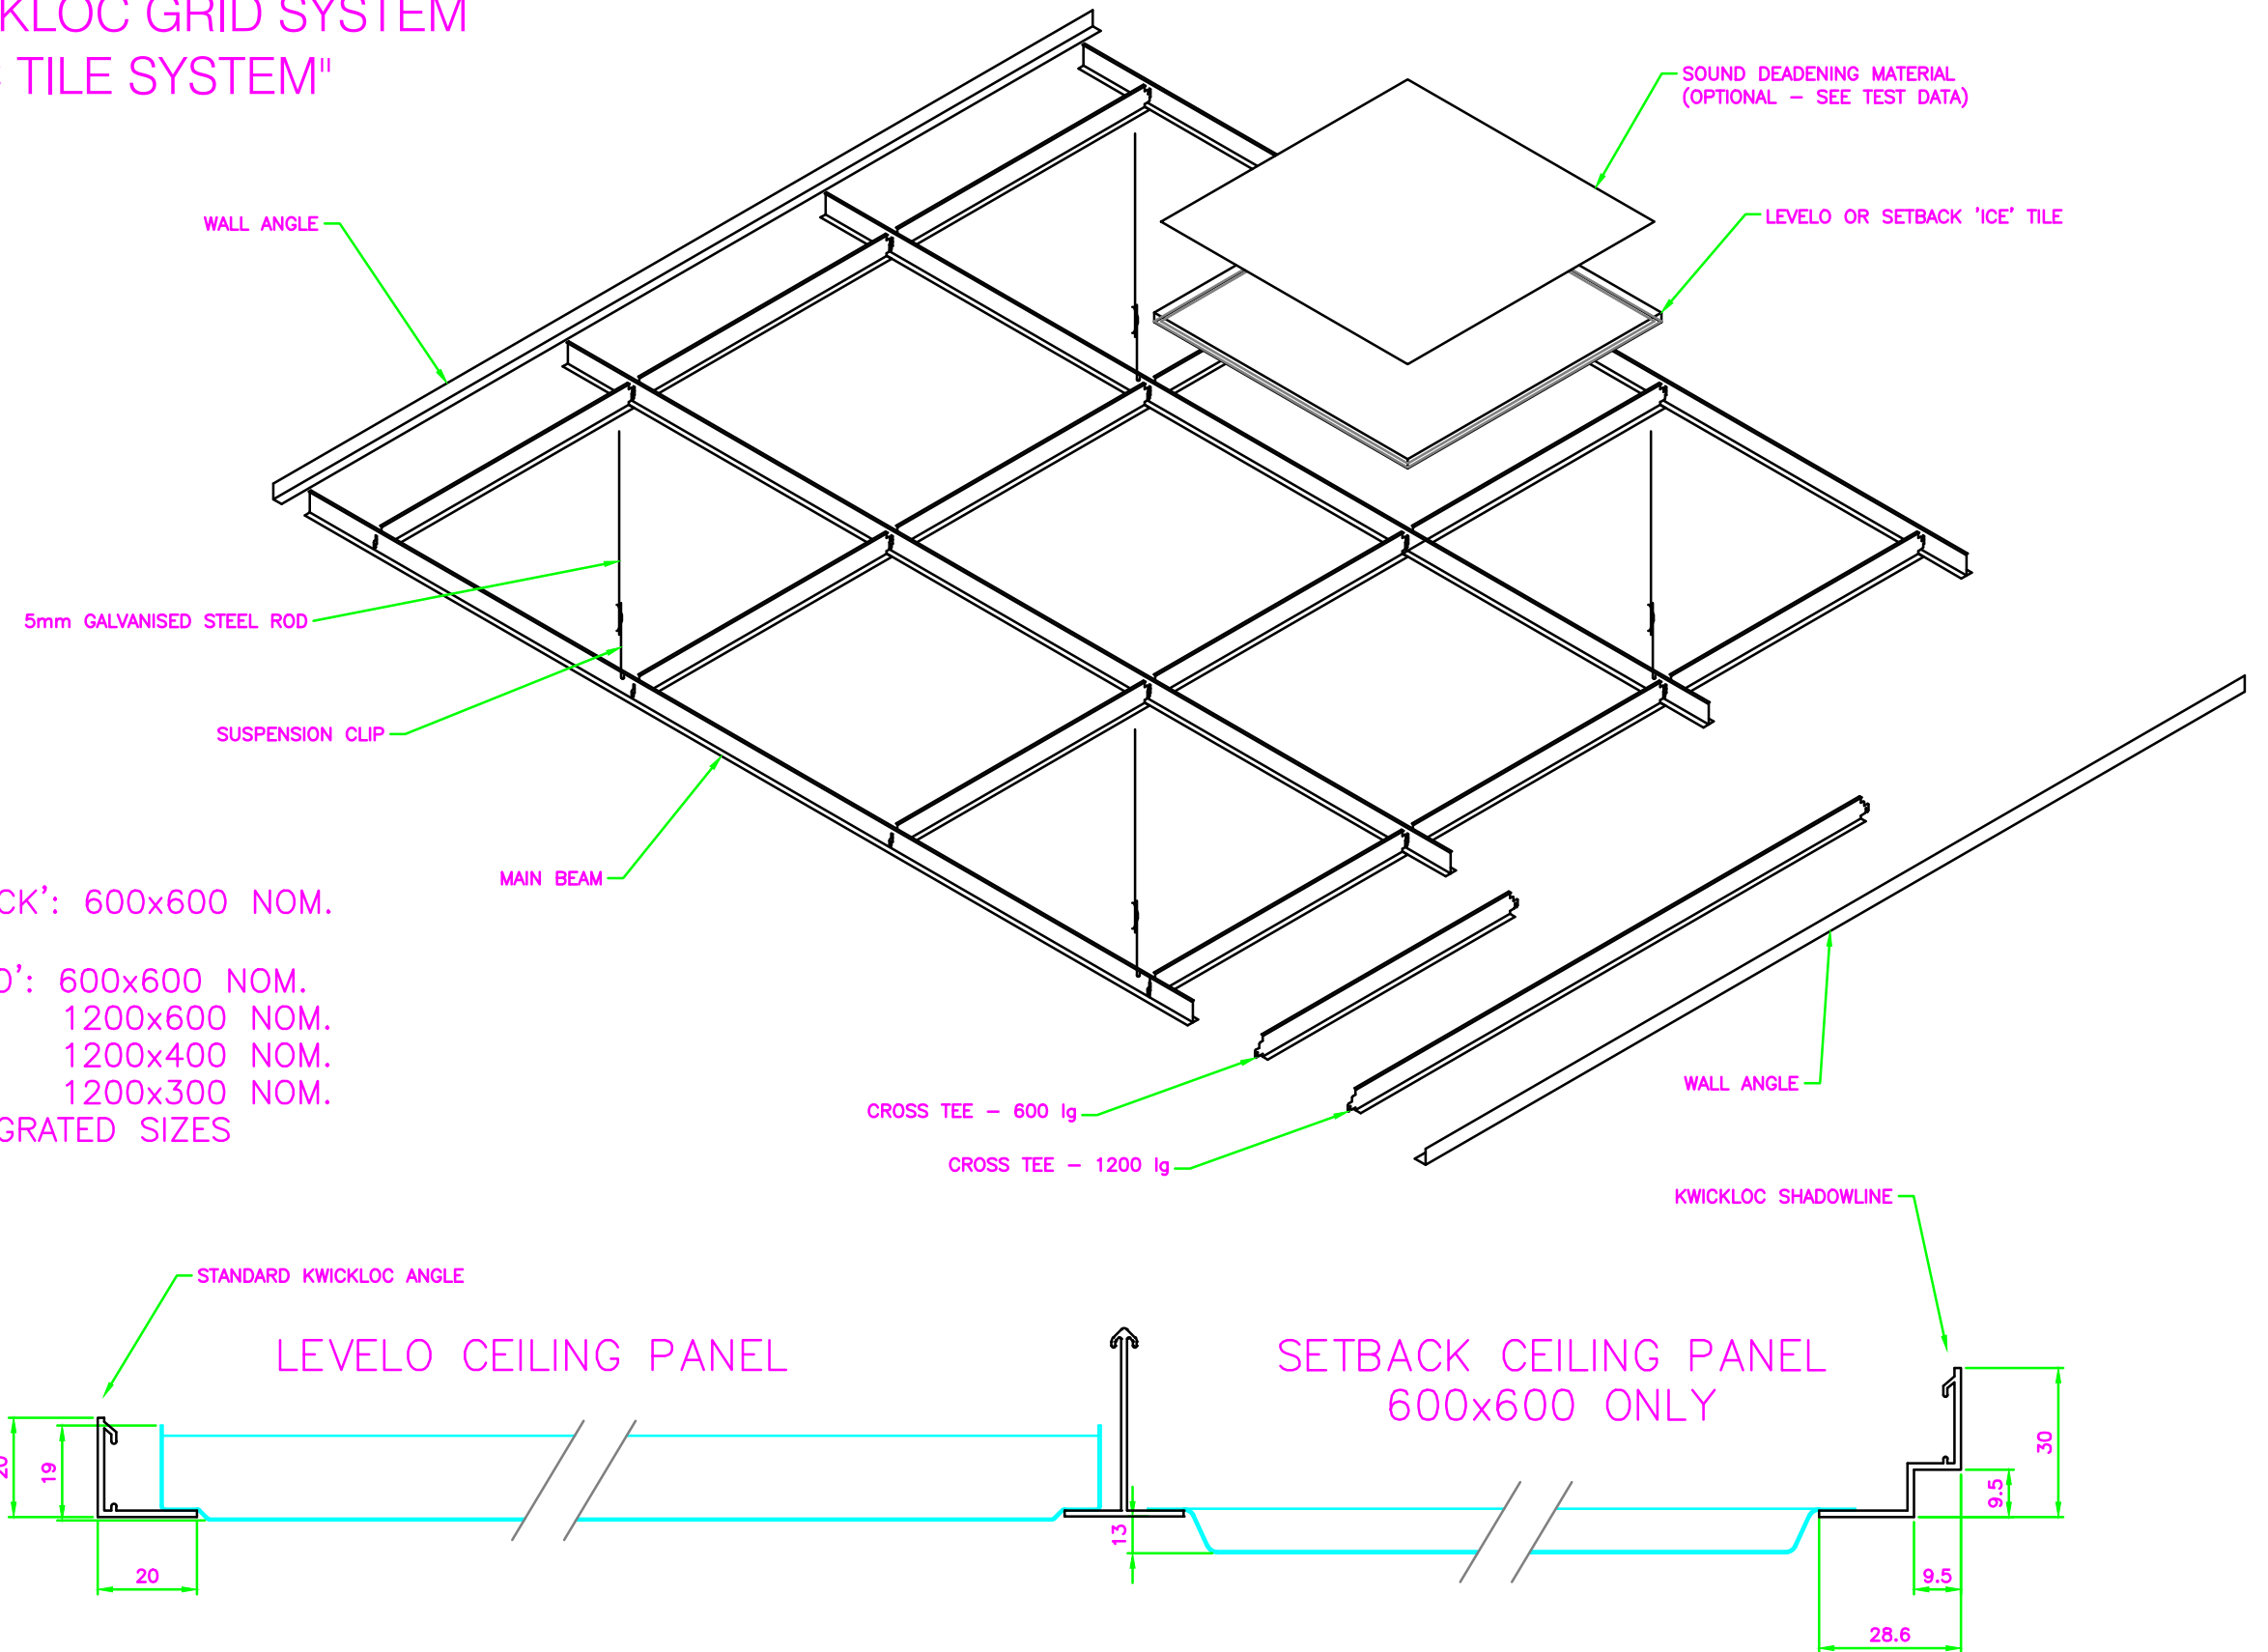 KLOC GRID SYSTEM
TILE SYSTEM"
SOUND DEADENING MATERIAL
(OPTIONAL - SEE TEST DATA)
WALL ANGLE
LEVELO OR SETBACK 'ICE' TILE
5mm GALVANISED STEEL ROD
SUSPENSION CLIP
MAIN BEAM
CK': 600x600 NOM.
O': 600x600 NOM.
1200x600 NOM.
1200x400 NOM.
1200x300 NOM.
GRATED SIZES
CROSS TEE - 600 lg
CROSS TEE - 1200 lg
WALL ANGLE
KWICKLOC SHADOWLINE
STANDARD KWICKLOC ANGLE
LEVELO CEILING PANEL
SETBACK CEILING PANEL
600x600 ONLY
20
19
20
13
30
9.5
9.5
28.6